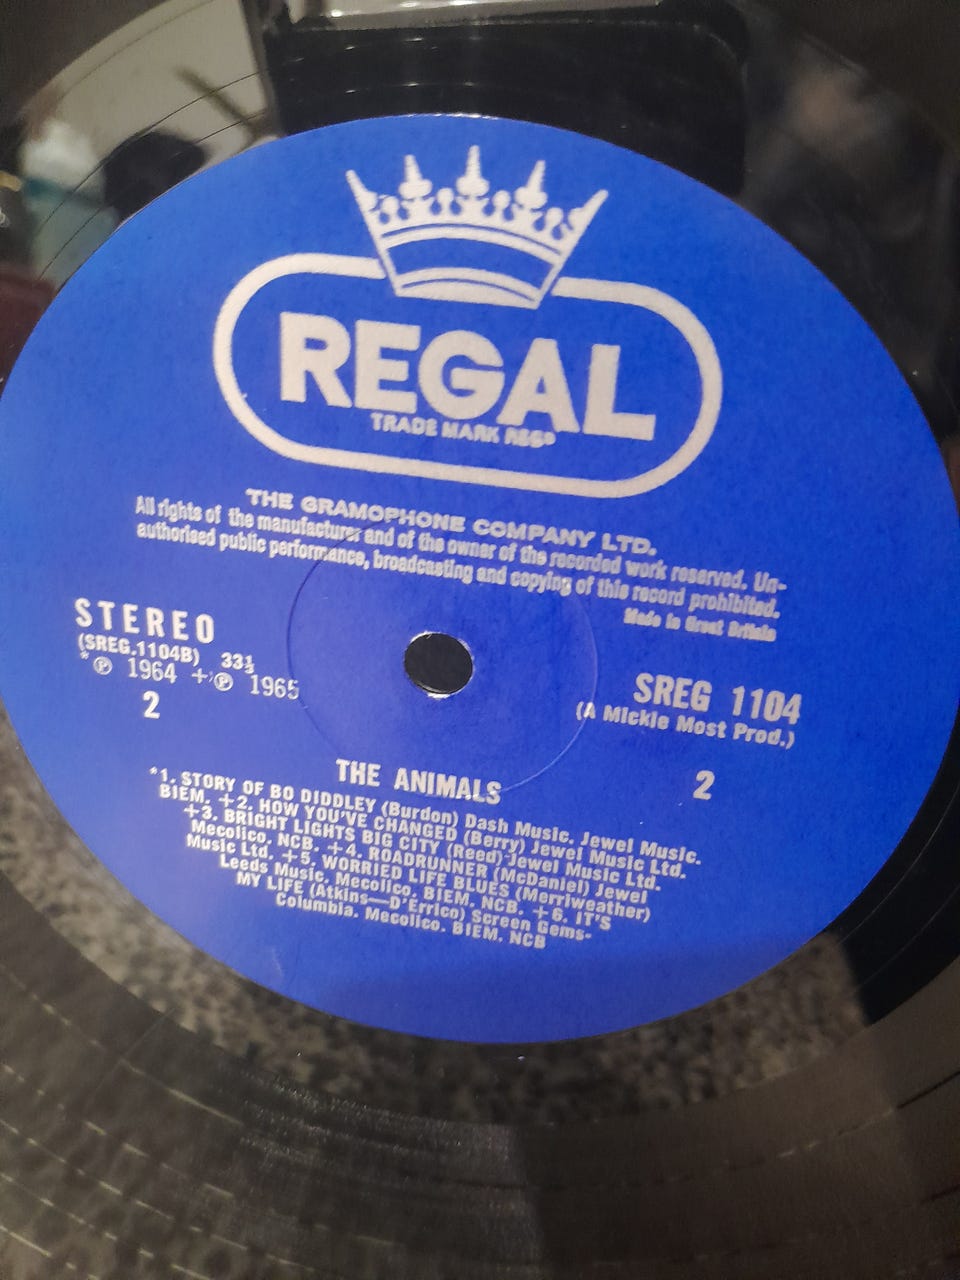 REGAL
TRADE MARK REGD
THE GRAMOPHONE COMPANY LTD.
All rights of the manufacturer and of the owner of the recorded work reserved. Un-
authorised public performance, broadcasting and copying of this record prohibited.
Made in Great Britain
STEREO
(SREG.1104B) 33⅓
*℗ 1964 +℗ 1965
2
SREG 1104
(A Mickie Most Prod.)
2
THE ANIMALS
*1. STORY OF BO DIDDLEY (Burdon) Dash Music. Jewel Music.
BIEM. +2. HOW YOU'VE CHANGED (Berry) Jewel Music Ltd.
+3. BRIGHT LIGHTS BIG CITY (Reed) Jewel Music Ltd.
Mecolico. NCB. +4. ROADRUNNER (McDaniel) Jewel
Music Ltd. +5. WORRIED LIFE BLUES (Merriweather)
Leeds Music. Mecolico. BIEM. NCB. +6. IT'S
MY LIFE (Atkins—D'Errico) Screen Gems-
Columbia. Mecolico. BIEM. NCB